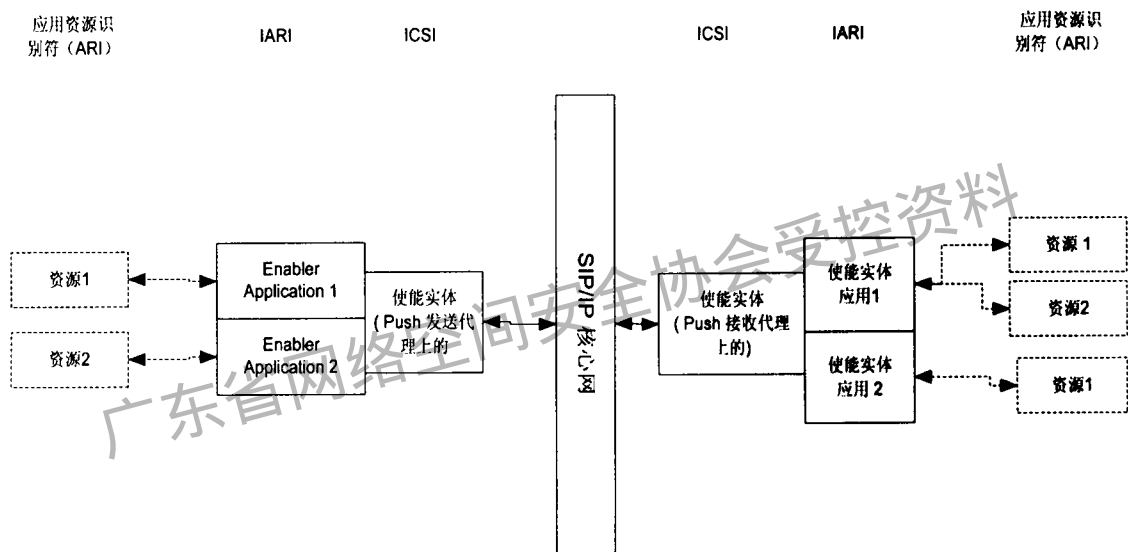 应用资源识
别符（ARI）
IARI
ICSI
ICSI
IARI
应用资源识
别符（ARI）
资源1
资源2
Enabler
Application 1
Enabler
Application 2
使能实体
( Push 发送代
理上的
SIP/IP 核心网
使能实体
( Push 接收代理
上的)
使能实体
应用1
使能实体
应用 2
资源 1
资源2
资源1
广东省网络空间安全协会受控资料